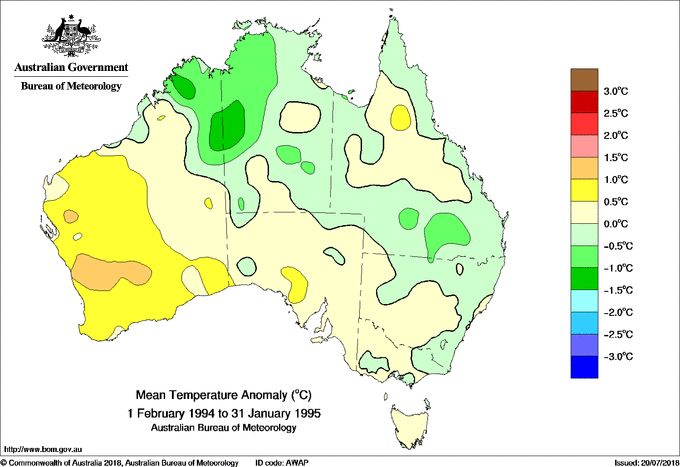 Australian Government
Bureau of Meteorology
3.0°C
2.5°C
2.0°C
1.5°C
1.0°C
0.5°C
0.0°C
−0.5°C
−1.0°C
−1.5°C
−2.0°C
−2.5°C
−3.0°C
Mean Temperature Anomaly (°C)
1 February 1994 to 31 January 1995
Australian Bureau of Meteorology
http://www.bom.gov.au
© Commonwealth of Australia 2018, Australian Bureau of Meteorology ID code: AWAP Issued: 20/07/2018